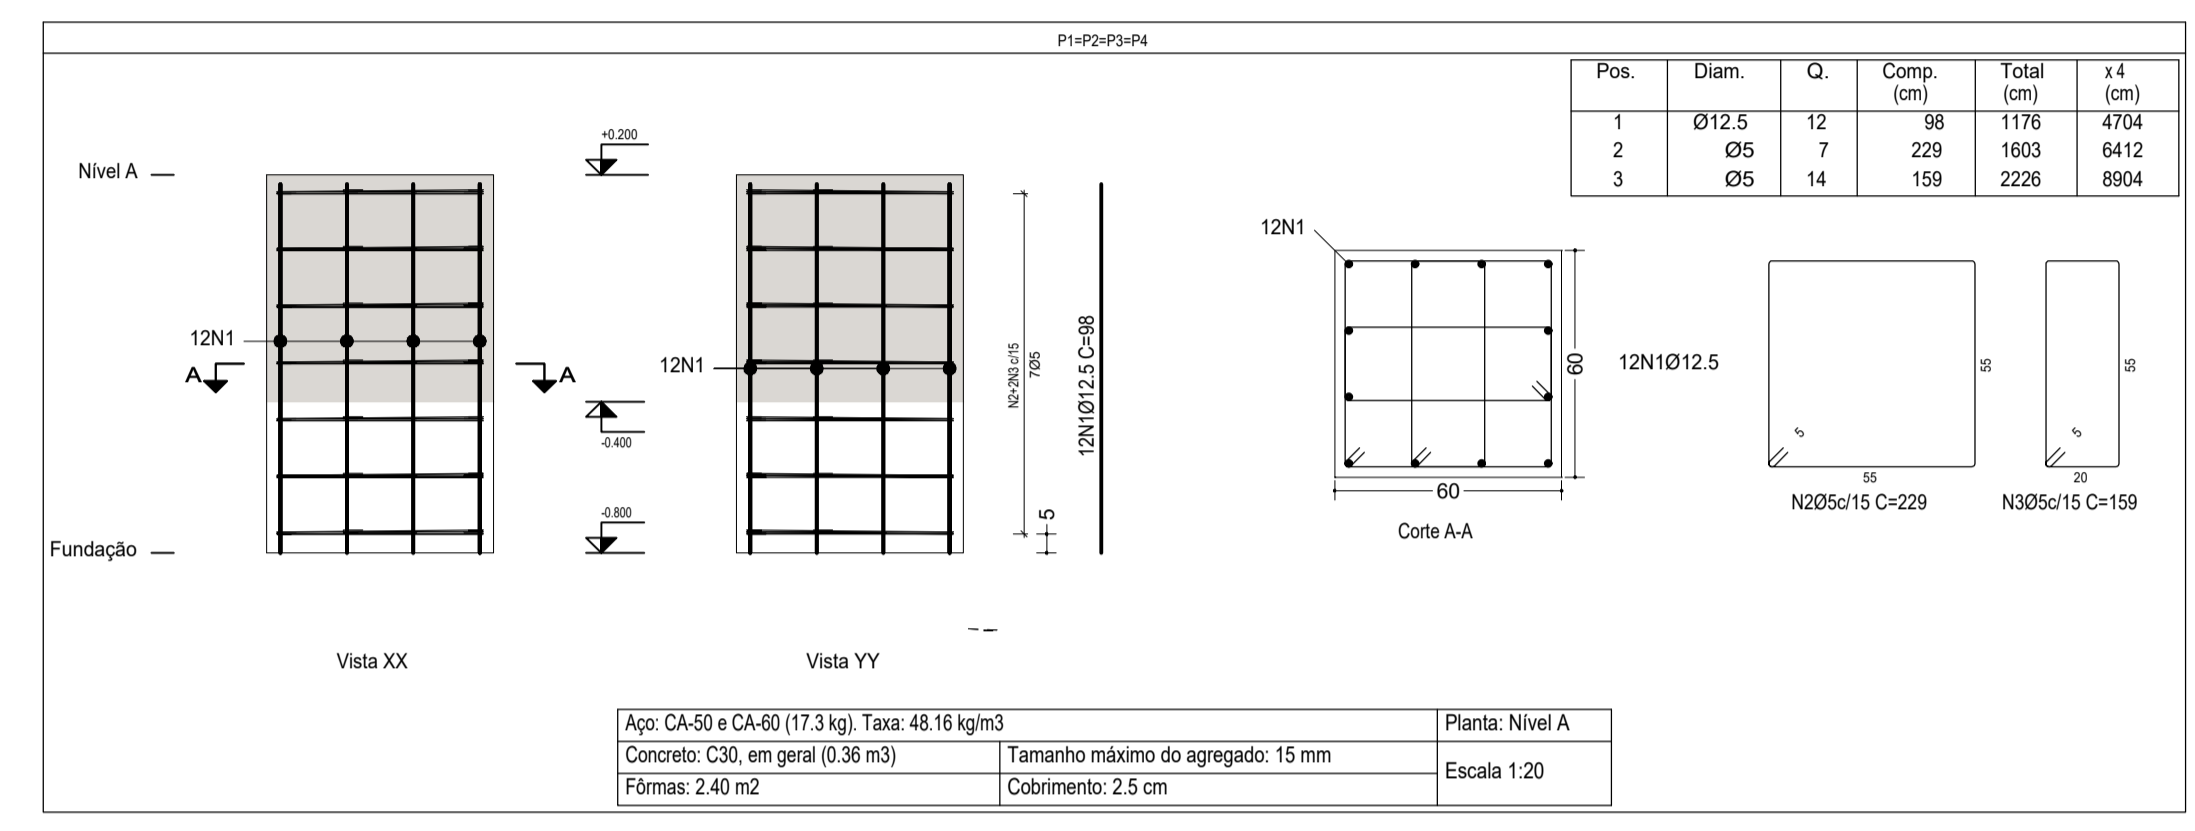 P1=P2=P3=P4
Pos. Diam. Q. Comp. (cm) Total (cm) x 4 (cm)
1 Ø12.5 12 98 1176 4704
2 Ø5 7 229 1603 6412
3 Ø5 14 159 2226 8904
Nível A
Fundação
12N1
A
A
Vista XX
+0.200
-0.400
-0.800
12N1
Vista YY
N2+2N3 c/15
7Ø5
5
12N1Ø12.5 C=98
12N1
60
60
Corte A-A
12N1Ø12.5
55
5
55
N2Ø5c/15 C=229
55
5
20
N3Ø5c/15 C=159
Aço: CA-50 e CA-60 (17.3 kg). Taxa: 48.16 kg/m3
Planta: Nível A
Concreto: C30, em geral (0.36 m3)
Tamanho máximo do agregado: 15 mm
Escala 1:20
Fôrmas: 2.40 m2
Cobrimento: 2.5 cm